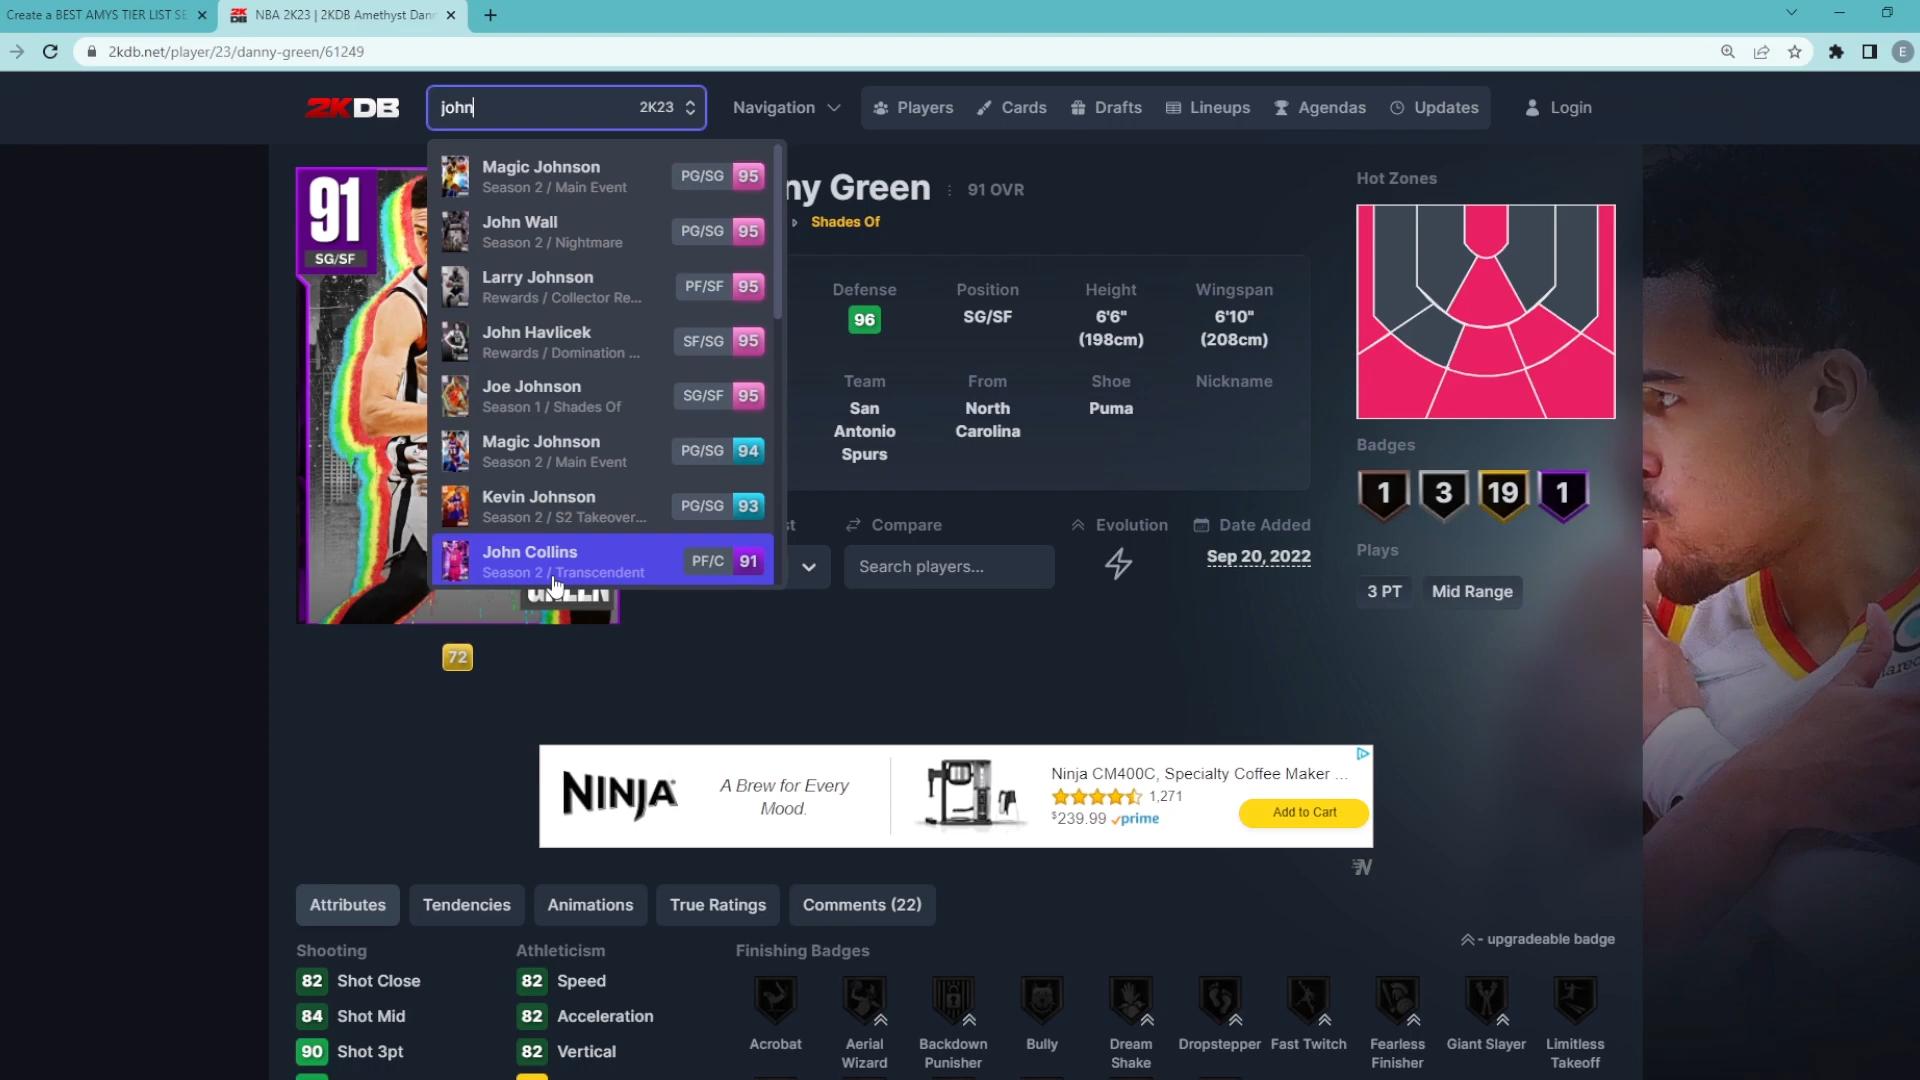 Create a BEST AMYS TIER LIST SE
NBA 2K23 | 2KDB Amethyst Dann
2kdb.net/player/23/danny-green/61249
E
2KDB
john
2K23
Navigation
Players
Cards
Drafts
Lineups
Agendas
Updates
Login
91
SG/SF
Magic Johnson
Season 2 / Main Event
PG/SG 95
John Wall
Season 2 / Nightmare
PG/SG 95
Larry Johnson
Rewards / Collector Re...
PF/SF 95
John Havlicek
Rewards / Domination ...
SF/SG 95
Joe Johnson
Season 1 / Shades Of
SG/SF 95
Magic Johnson
Season 2 / Main Event
PG/SG 94
Kevin Johnson
Season 2 / S2 Takeover...
PG/SG 93
John Collins
Season 2 / Transcendent
PF/C 91
GREEN
72
ny Green : 91 OVR
Shades Of
Defense
96
Position
SG/SF
Height
6'6"
(198cm)
Wingspan
6'10"
(208cm)
Team
San
Antonio
Spurs
From
North
Carolina
Shoe
Puma
Nickname
st
Compare
Search players...
Evolution
Date Added
Sep 20, 2022
Hot Zones
Badges
1 3 19 1
Plays
3 PT Mid Range
NINJA
A Brew for Every
Mood.
Ninja CM400C, Specialty Coffee Maker ...
1,271
$239.99 prime
Add to Cart
Attributes
Tendencies
Animations
True Ratings
Comments (22)
- upgradeable badge
Shooting
82 Shot Close
84 Shot Mid
90 Shot 3pt
Athleticism
82 Speed
82 Acceleration
82 Vertical
Finishing Badges
Acrobat
Aerial
Wizard
Backdown
Punisher
Bully
Dream
Shake
Dropstepper
Fast Twitch
Fearless
Finisher
Giant Slayer
Limitless
Takeoff